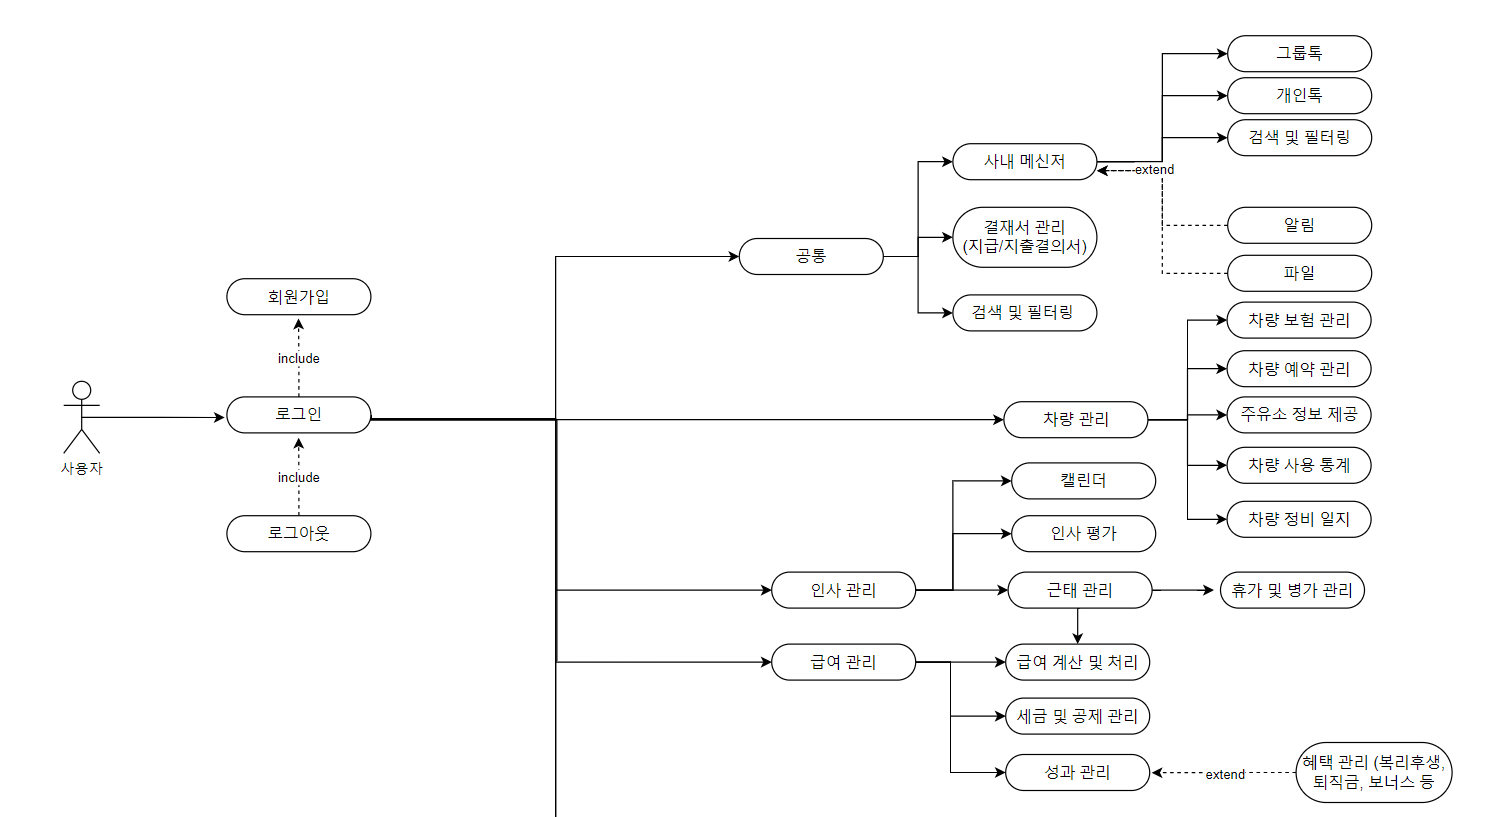 그룹톡
개인톡
검색 및 필터링
사내 메신저
extend
알림
결재서 관리
(지급/지출결의서)
공통
파일
회원가입
검색 및 필터링
차량 보험 관리
include
차량 예약 관리
로그인
차량 관리
주유소 정보 제공
사용자
차량 사용 통계
include
캘린더
차량 정비 일지
로그아웃
인사 평가
인사 관리
근태 관리
휴가 및 병가 관리
급여 관리
급여 계산 및 처리
세금 및 공제 관리
성과 관리
extend
혜택 관리 (복리후생,
퇴직금, 보너스 등